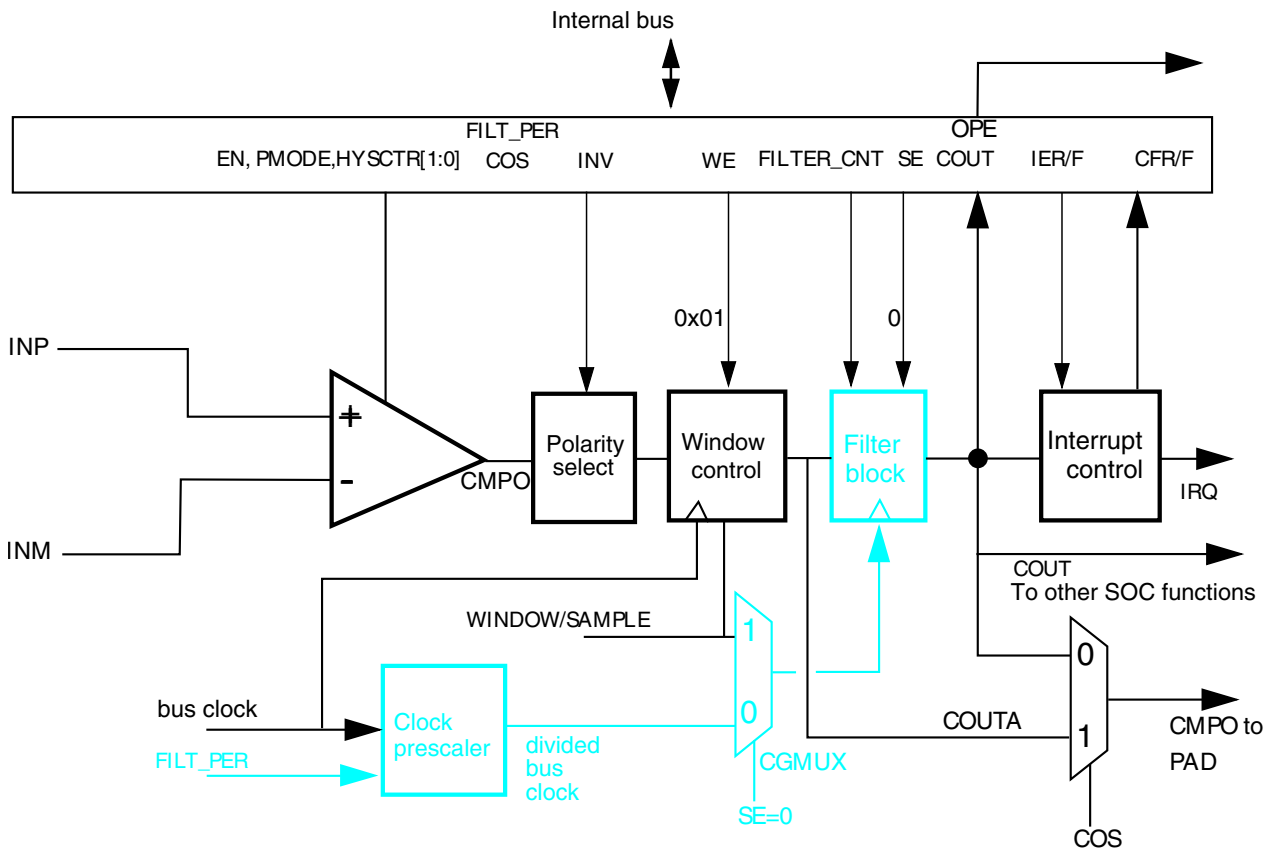 Internal bus
FILT_PER
OPE
EN, PMODE,HYSCTR[1:0]
COS
INV
WE
FILTER_CNT
SE
COUT
IER/F
CFR/F
0x01
0
INP
+
-
CMPO
Polarity
select
Window
control
Filter
block
Interrupt
control
IRQ
INM
COUT
To other SOC functions
WINDOW/SAMPLE
1
0
bus clock
FILT_PER
Clock
prescaler
divided
bus
clock
CGMUX
SE=0
COUTA
0
1
CMPO to
PAD
COS